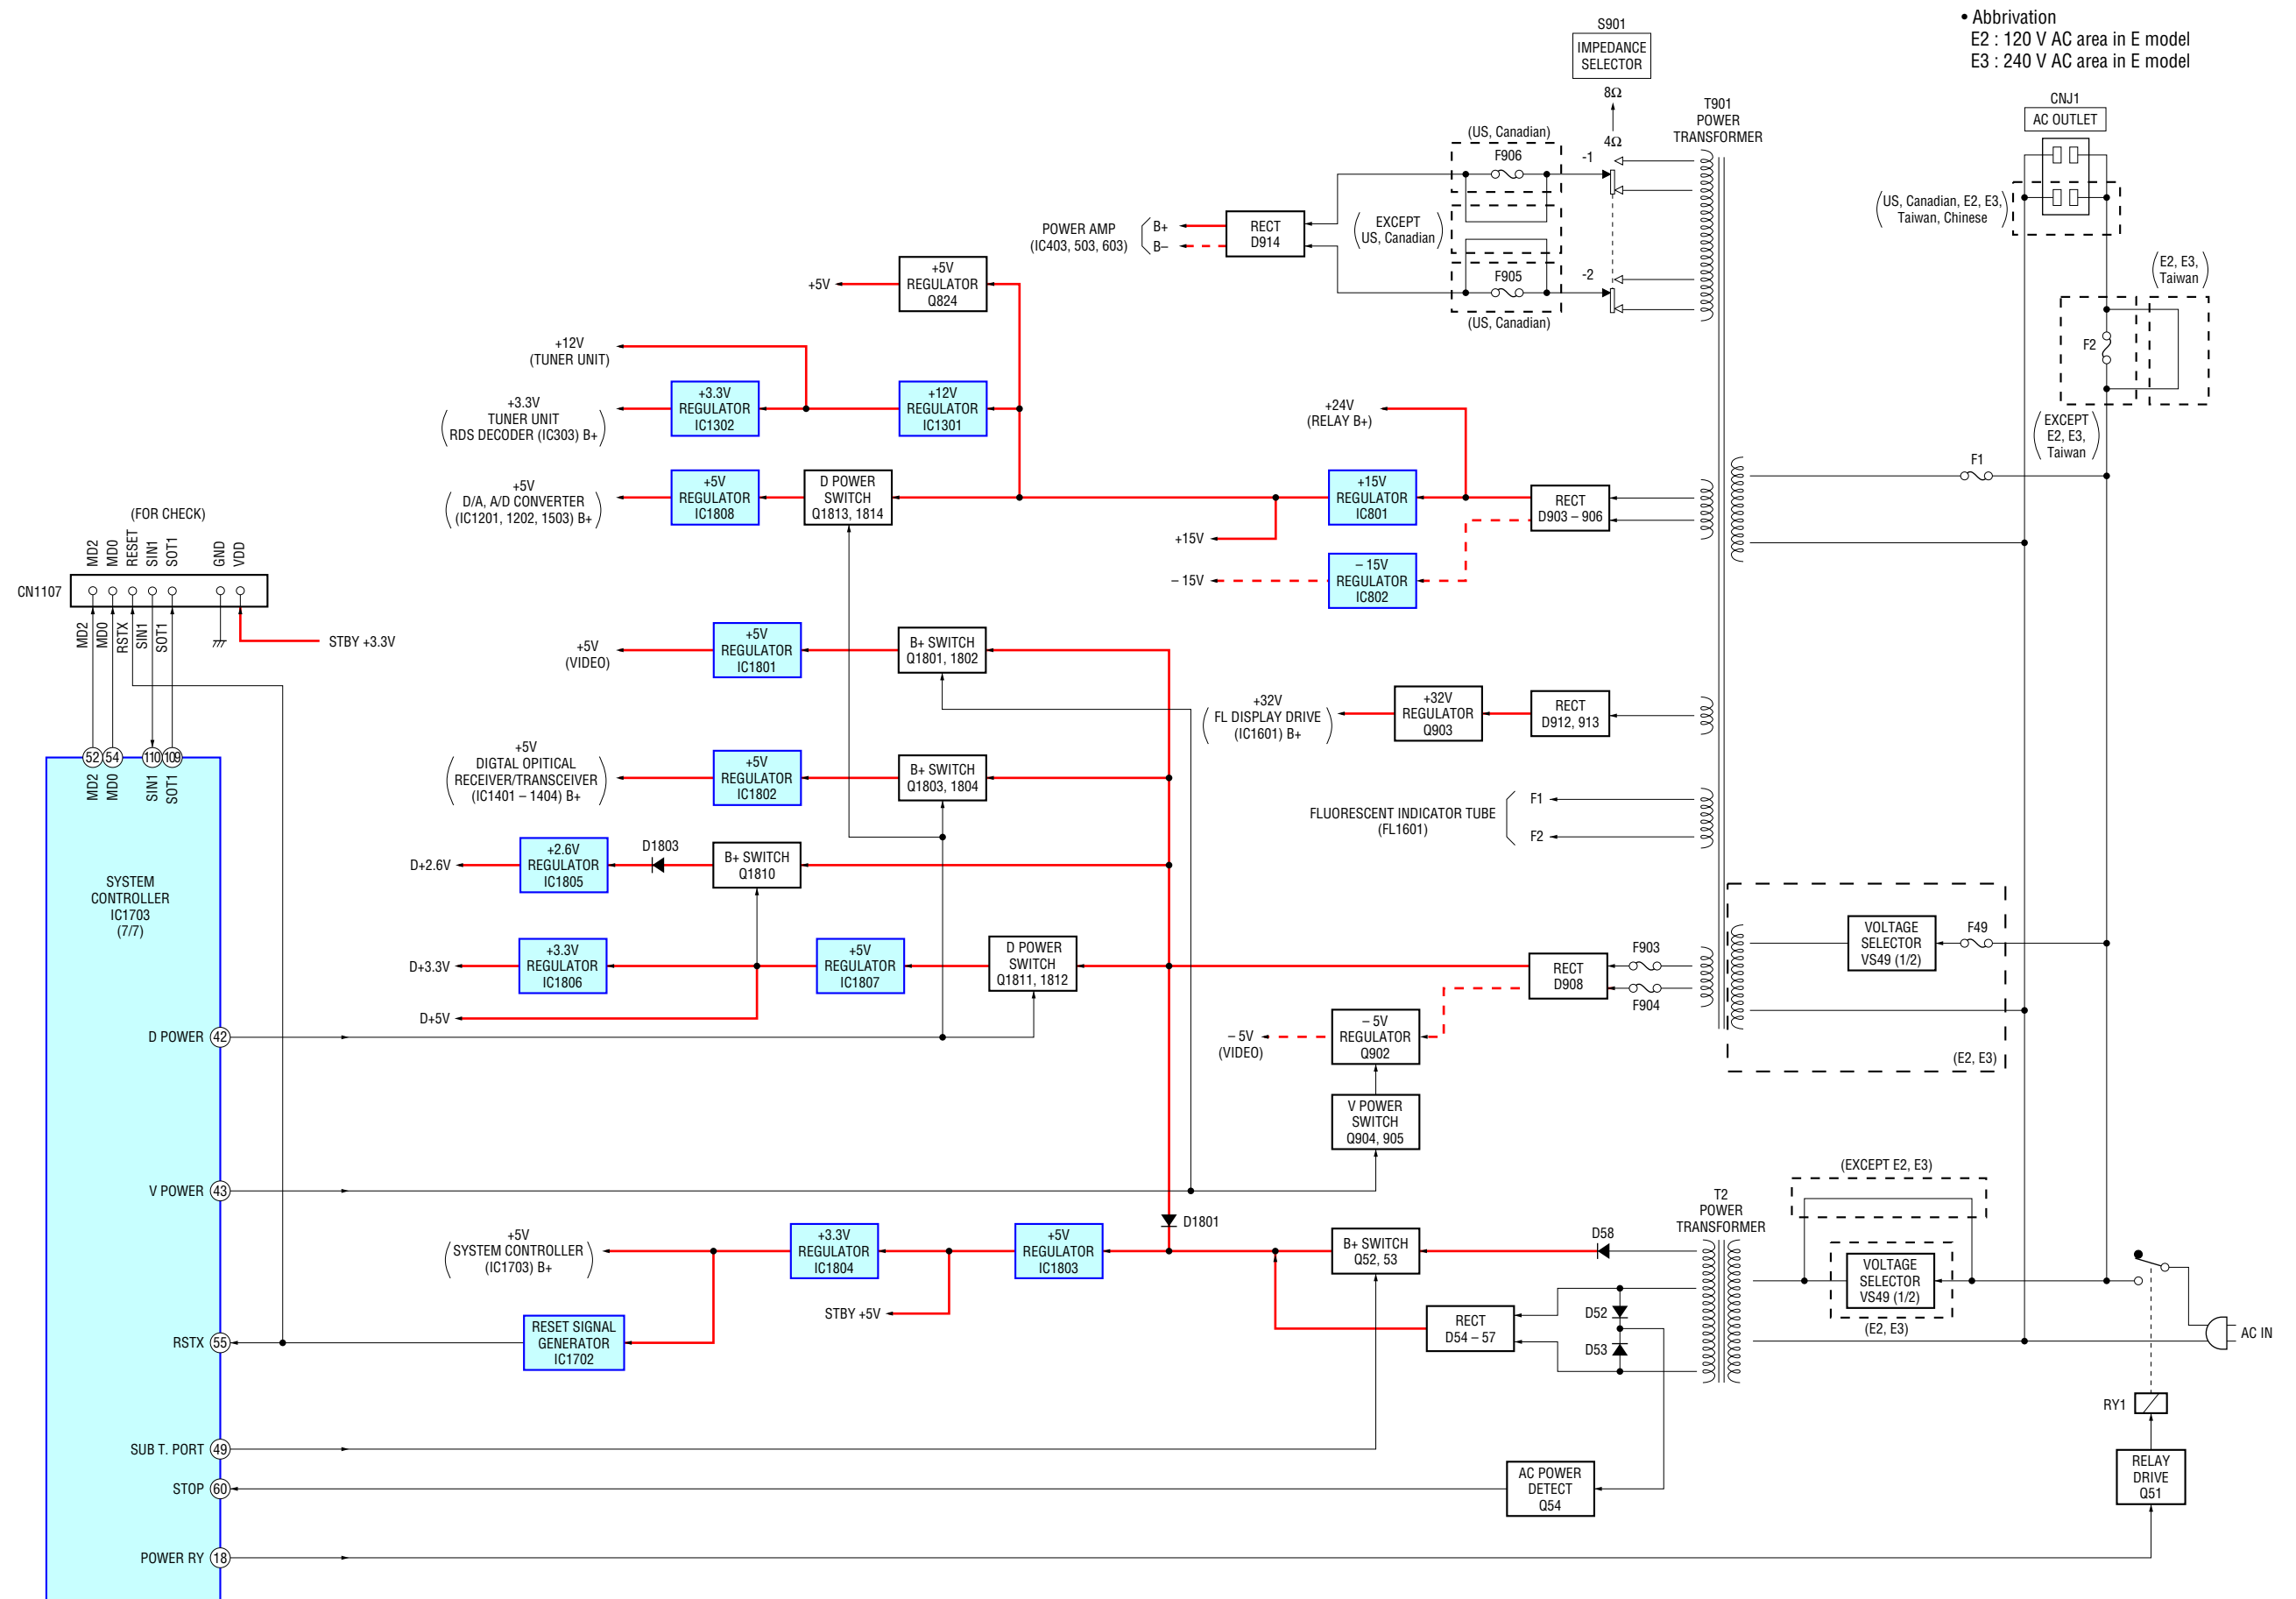 • Abbrivation
E2 : 120 V AC area in E model
E3 : 240 V AC area in E model
S901
IMPEDANCE
SELECTOR
8Ω
4Ω
-1
-2
T901
POWER
TRANSFORMER
CNJ1
AC OUTLET
(US, Canadian, E2, E3,
Taiwan, Chinese)
(E2, E3,
Taiwan)
F2
(EXCEPT
E2, E3,
Taiwan)
F1
(US, Canadian)
F906
(EXCEPT
US, Canadian)
F905
(US, Canadian)
POWER AMP
(IC403, 503, 603)
B+
B–
RECT
D914
+5V
+5V
REGULATOR
Q824
+12V
(TUNER UNIT)
+3.3V
TUNER UNIT
RDS DECODER (IC303) B+
+3.3V
REGULATOR
IC1302
+12V
REGULATOR
IC1301
+24V
(RELAY B+)
+5V
D/A, A/D CONVERTER
(IC1201, 1202, 1503) B+
+5V
REGULATOR
IC1808
D POWER
SWITCH
Q1813, 1814
+15V
REGULATOR
IC801
RECT
D903 – 906
+15V
– 15V
– 15V
REGULATOR
IC802
(FOR CHECK)
MD2
MD0
RESET
SIN1
SOT1
GND
VDD
CN1107
MD2
MD0
RSTX
SIN1
SOT1
STBY +3.3V
+5V
(VIDEO)
+5V
REGULATOR
IC1801
B+ SWITCH
Q1801, 1802
+32V
FL DISPLAY DRIVE
(IC1601) B+
+32V
REGULATOR
Q903
RECT
D912, 913
52
54
110
109
MD2
MD0
SIN1
SOT1
+5V
DIGTAL OPITICAL
RECEIVER/TRANSCEIVER
(IC1401 – 1404) B+
+5V
REGULATOR
IC1802
B+ SWITCH
Q1803, 1804
FLUORESCENT INDICATOR TUBE
(FL1601)
F1
F2
D+2.6V
+2.6V
REGULATOR
IC1805
D1803
B+ SWITCH
Q1810
SYSTEM
CONTROLLER
IC1703
(7/7)
D+3.3V
+3.3V
REGULATOR
IC1806
+5V
REGULATOR
IC1807
D POWER
SWITCH
Q1811, 1812
RECT
D908
F903
F904
VOLTAGE
SELECTOR
VS49 (1/2)
F49
(E2, E3)
D+5V
D POWER
42
– 5V
(VIDEO)
– 5V
REGULATOR
Q902
V POWER
SWITCH
Q904, 905
V POWER
43
D1801
+5V
SYSTEM CONTROLLER
(IC1703) B+
+3.3V
REGULATOR
IC1804
+5V
REGULATOR
IC1803
B+ SWITCH
Q52, 53
D58
T2
POWER
TRANSFORMER
(EXCEPT E2, E3)
VOLTAGE
SELECTOR
VS49 (1/2)
(E2, E3)
STBY +5V
RECT
D54 – 57
D52
D53
AC IN
RSTX
55
RESET SIGNAL
GENERATOR
IC1702
RY1
SUB T. PORT
49
STOP
60
AC POWER
DETECT
Q54
RELAY
DRIVE
Q51
POWER RY
18